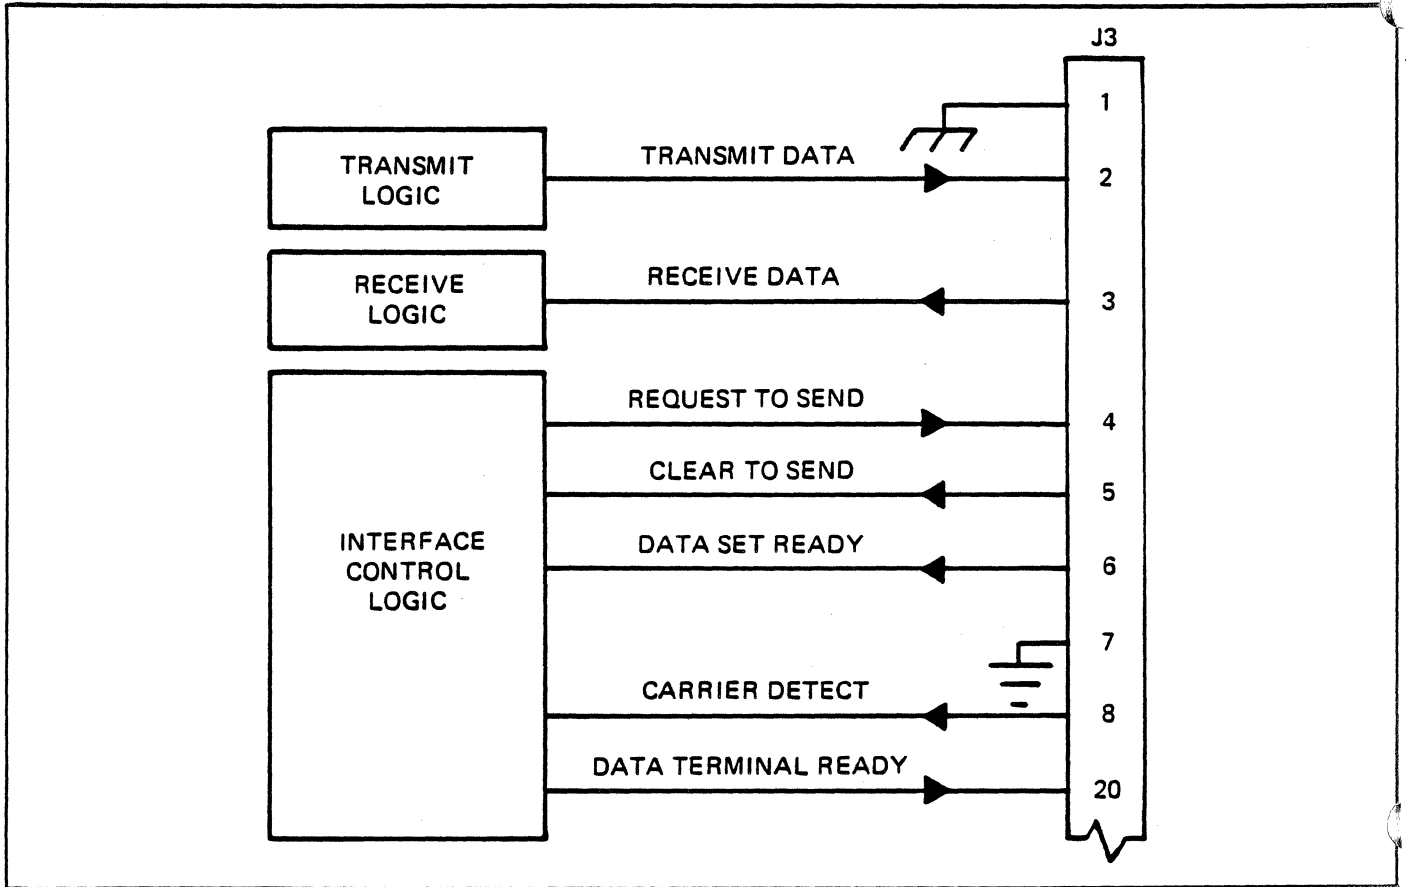 J3
1
TRANSMIT
LOGIC
TRANSMIT DATA
2
RECEIVE
LOGIC
RECEIVE DATA
3
REQUEST TO SEND
4
CLEAR TO SEND
5
INTERFACE
CONTROL
LOGIC
DATA SET READY
6
7
CARRIER DETECT
8
DATA TERMINAL READY
20